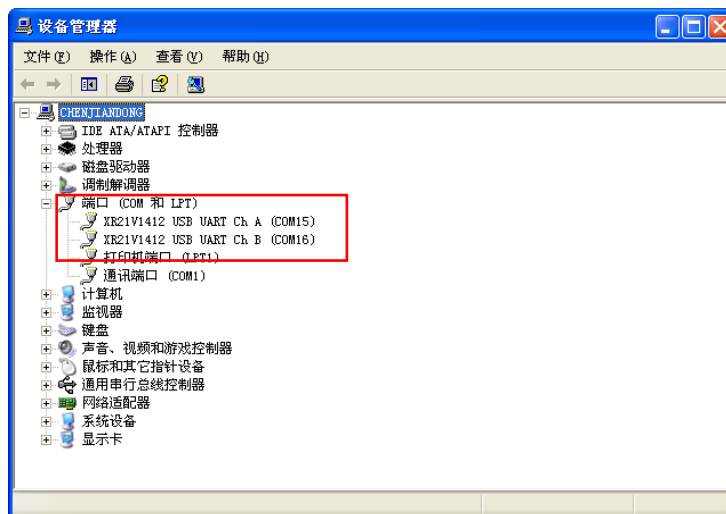 设备管理器
文件(F) 操作(A) 查看(V) 帮助(H)
CHENJIANDONG
IDE ATA/ATAPI 控制器
处理器
磁盘驱动器
调制解调器
端口 (COM 和 LPT)
XR21V1412 USB UART Ch A (COM15)
XR21V1412 USB UART Ch B (COM16)
打印机端口 (LPT1)
通讯端口 (COM1)
计算机
监视器
键盘
声音、视频和游戏控制器
鼠标和其它指针设备
通用串行总线控制器
网络适配器
系统设备
显示卡